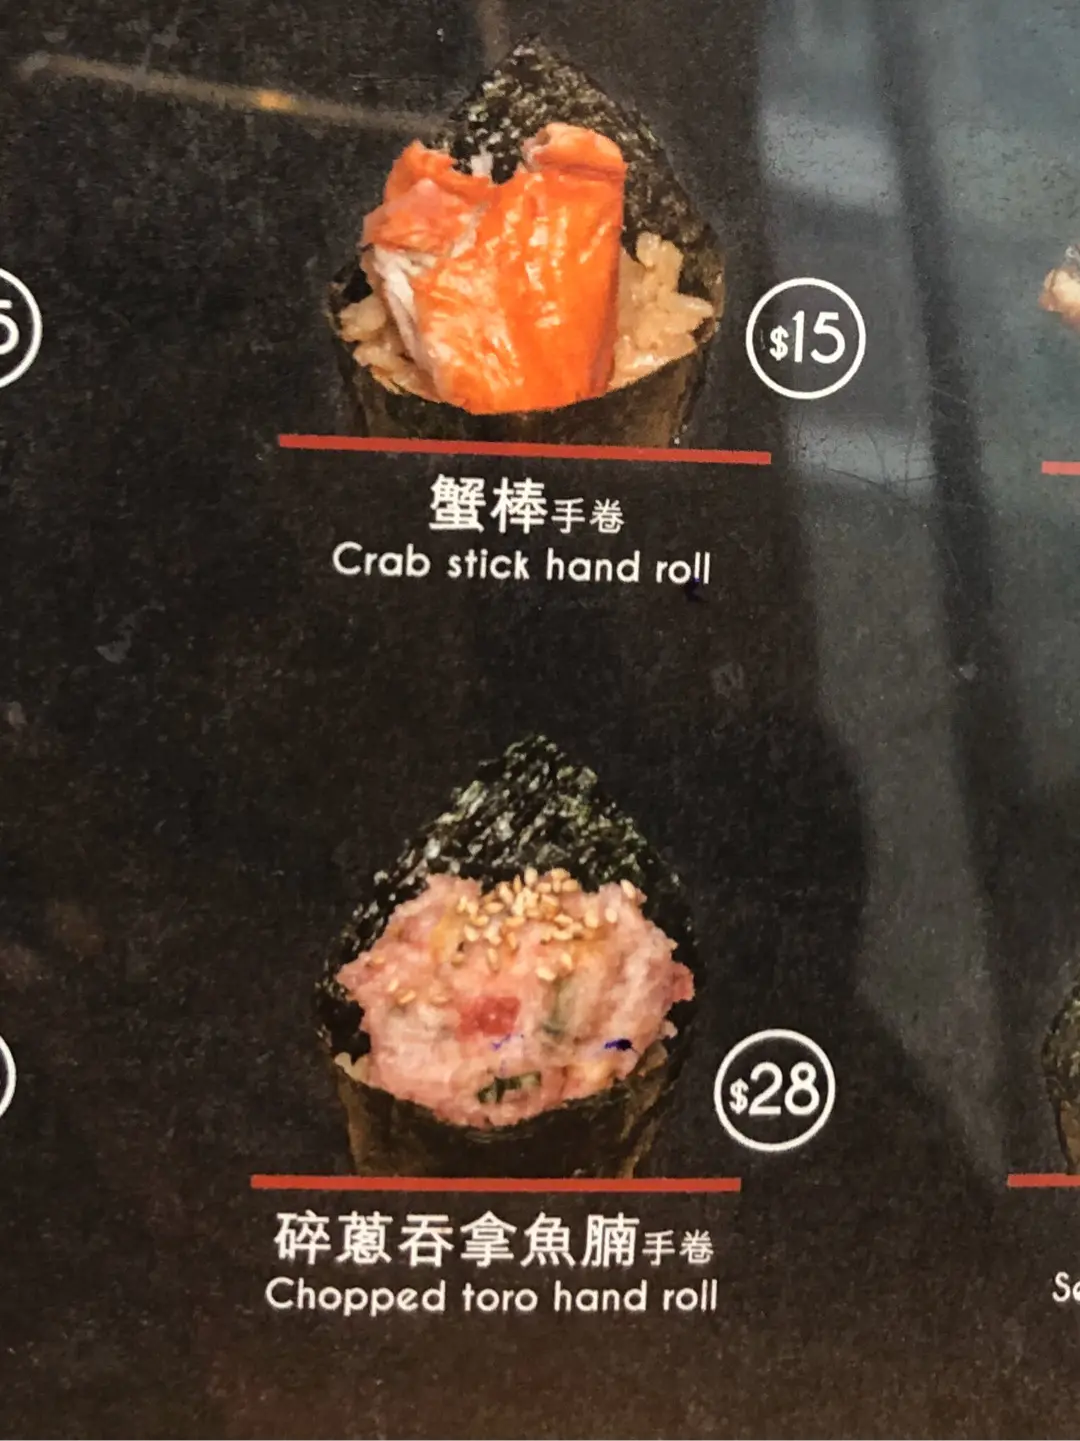 $15
蟹棒手卷
Crab stick hand roll
$28
碎蔥吞拿魚腩手卷
Chopped toro hand roll